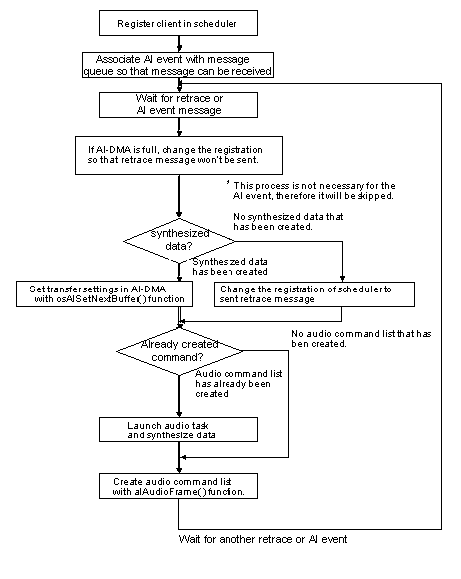 Register client in scheduler
Associate AI event with message
queue so that message can be received
Wait for retrace or
AI event message
If AI-DMA is full, change the registration
so that retrace message won't be sent.
* This process is not necessary for the
AI event, therefore it will be skipped.
No synthesized data that
has been created.
synthesized
data?
Syntheszed data
has been created
Get transfer settings in AI-DMA
with osAISetNextBuffer() function
Change the registration of scheduler to
sent retrace message
No audio command list that has
ben created.
Already created
command?
Audio command list
has already been
created
Launch audio task
and synthesize data
Create audio command list
with alAudioFrame() function.
Wait for another retrace or AI event